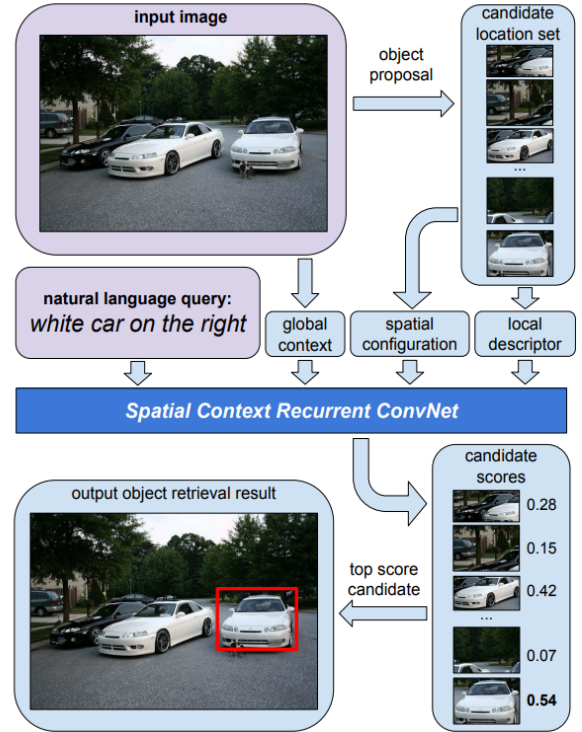 input image
object
proposal
candidate
location set
...
natural language query:
white car on the right
global
context
spatial
configuration
local
descriptor
Spatial Context Recurrent ConvNet
output object retrieval result
top score
candidate
candidate
scores
0.28
0.15
0.42
...
0.07
0.54